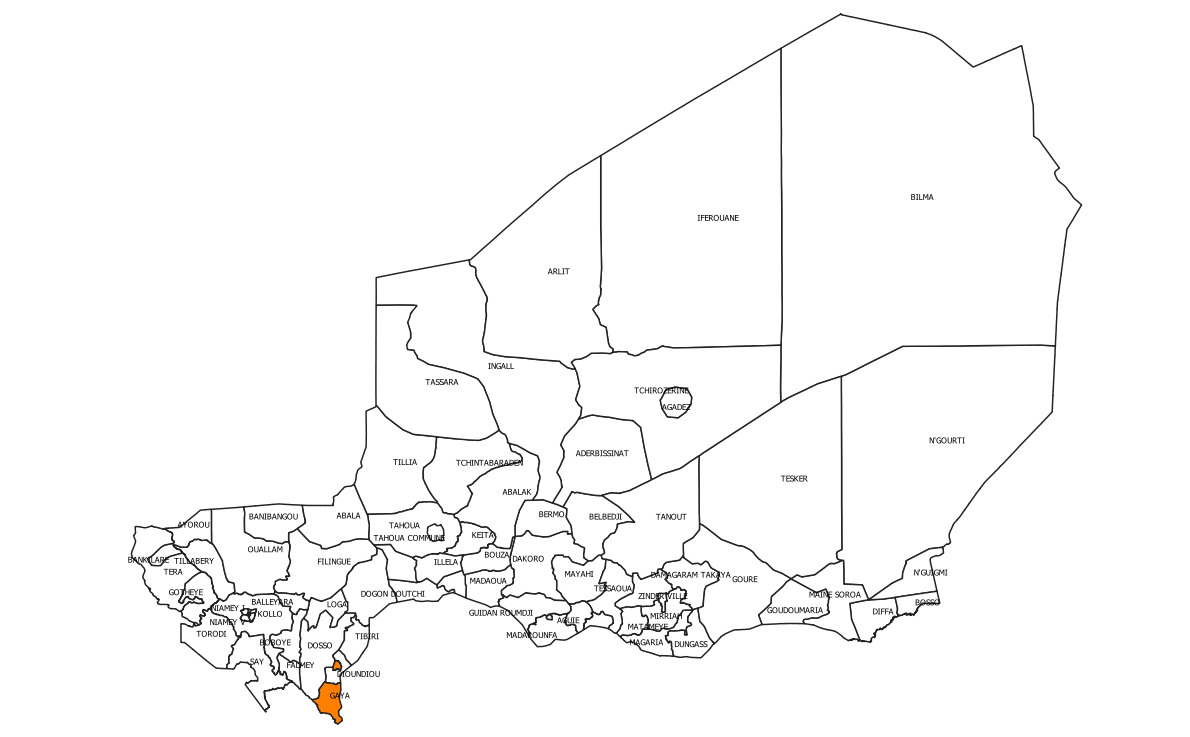 BILMA
IFEROUANE
ARLIT
INGALL
TASSARA
TCHIROZERINE
AGADEZ
N'GOURTI
ADERBISSINAT
TILLIA
TCHINTABARADEN
TESKER
ABALAK
BERMO
BELBEDJI
TANOUT
BANIBANGOU
ABALA
AYOROU
TAHOUA
TAHOUA COMMUNE
KEITA
OUALLAM
BANKILARE
TILLABERY
FILINGUE
ILLELA
BOUZA
DAKORO
TERA
MAYAHI
DAMAGARAM TAKAYA
GOURE
N'GUIGMI
MADAOUA
TESSAOUA
GOTHEYE
DOGON DOUTCHI
ZINDER VILLE
MAINE SOROA
BALLEYARA
LOGA
BOSSO
NIAMEY I
KOLLO
GUIDAN ROUMDJI
MIRRIAH
GOUDOUMARIA
DIFFA
NIAMEY V
AGUIE
MATAMEYE
TORODI
TIBIRI
MADAROUNFA
BOBOYE
DOSSO
MAGARIA
DUNGASS
SAY
FALMEY
DIOUNDIOU
GAYA